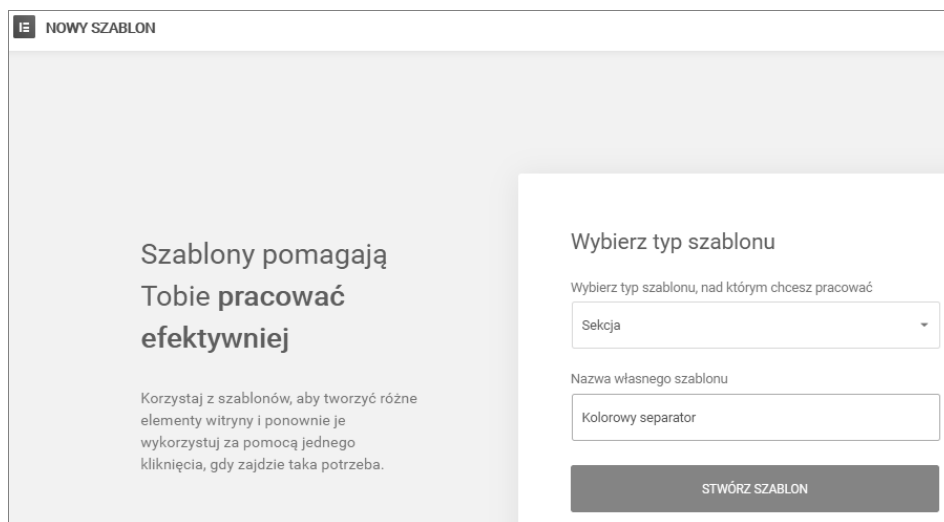 NOWY SZABLON
Szablony pomagają
Tobie pracować
efektywniej
Korzystaj z szablonów, aby tworzyć różne
elementy witryny i ponownie je
wykorzystuj za pomocą jednego
kliknięcia, gdy zajdzie taka potrzeba.
Wybierz typ szablonu
Wybierz typ szablonu, nad którym chcesz pracować
Sekcja
Nazwa własnego szablonu
Kolorowy separator
STWÓRZ SZABLON